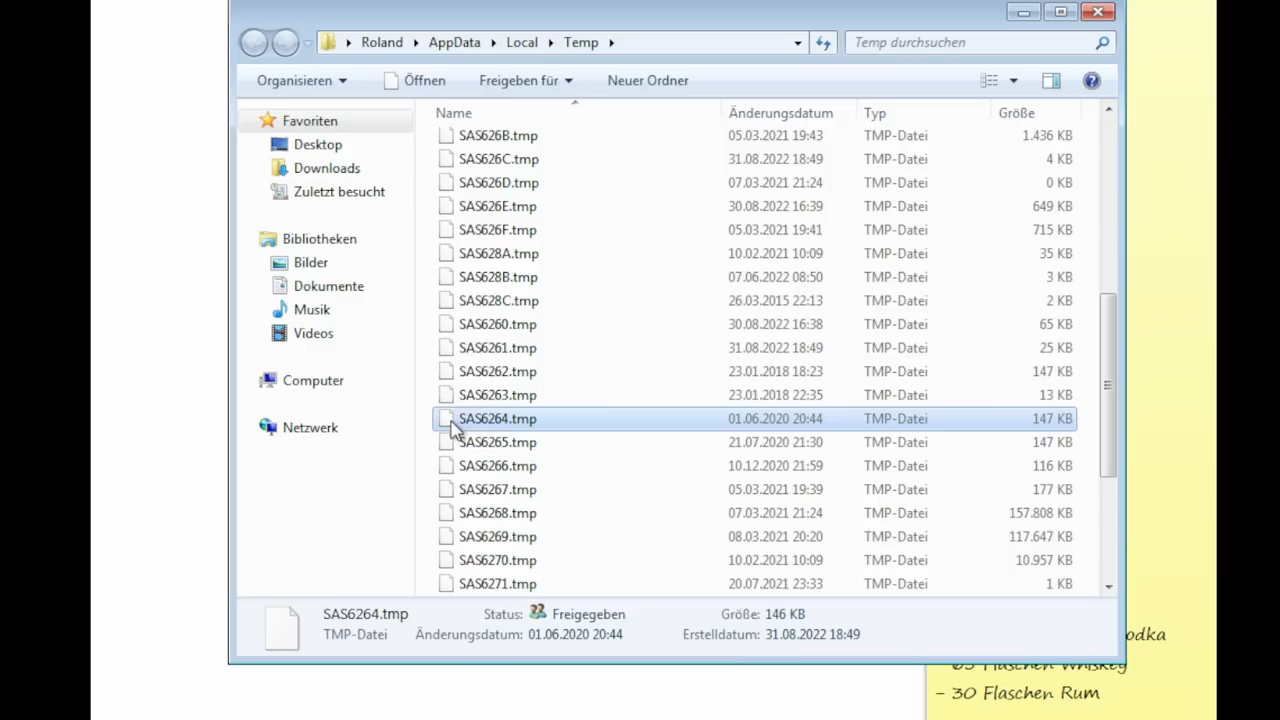 Roland AppData Local Temp
Temp durchsuchen
Organisieren Öffnen Freigeben für Neuer Ordner
Name Änderungsdatum Typ Größe
Favoriten
Desktop
Downloads
Zuletzt besucht
Bibliotheken
Bilder
Dokumente
Musik
Videos
Computer
Netzwerk
SAS626B.tmp 05.03.2021 19:43 TMP-Datei 1.436 KB
SAS626C.tmp 31.08.2022 18:49 TMP-Datei 4 KB
SAS626D.tmp 07.03.2021 21:24 TMP-Datei 0 KB
SAS626E.tmp 30.08.2022 16:39 TMP-Datei 649 KB
SAS626F.tmp 05.03.2021 19:41 TMP-Datei 715 KB
SAS628A.tmp 10.02.2021 10:09 TMP-Datei 35 KB
SAS628B.tmp 07.06.2022 08:50 TMP-Datei 3 KB
SAS628C.tmp 26.03.2015 22:13 TMP-Datei 2 KB
SAS6260.tmp 30.08.2022 16:38 TMP-Datei 65 KB
SAS6261.tmp 31.08.2022 18:49 TMP-Datei 25 KB
SAS6262.tmp 23.01.2018 18:23 TMP-Datei 147 KB
SAS6263.tmp 23.01.2018 22:35 TMP-Datei 13 KB
SAS6264.tmp 01.06.2020 20:44 TMP-Datei 147 KB
SAS6265.tmp 21.07.2020 21:30 TMP-Datei 147 KB
SAS6266.tmp 10.12.2020 21:59 TMP-Datei 116 KB
SAS6267.tmp 05.03.2021 19:39 TMP-Datei 177 KB
SAS6268.tmp 07.03.2021 21:24 TMP-Datei 157.808 KB
SAS6269.tmp 08.03.2021 20:20 TMP-Datei 117.647 KB
SAS6270.tmp 10.02.2021 10:09 TMP-Datei 10.957 KB
SAS6271.tmp 20.07.2021 23:33 TMP-Datei 1 KB
SAS6264.tmp Status: Freigegeben Größe: 146 KB
TMP-Datei Änderungsdatum: 01.06.2020 20:44 Erstelldatum: 31.08.2022 18:49
odka
Flaschen Whiskey
- 30 Flaschen Rum